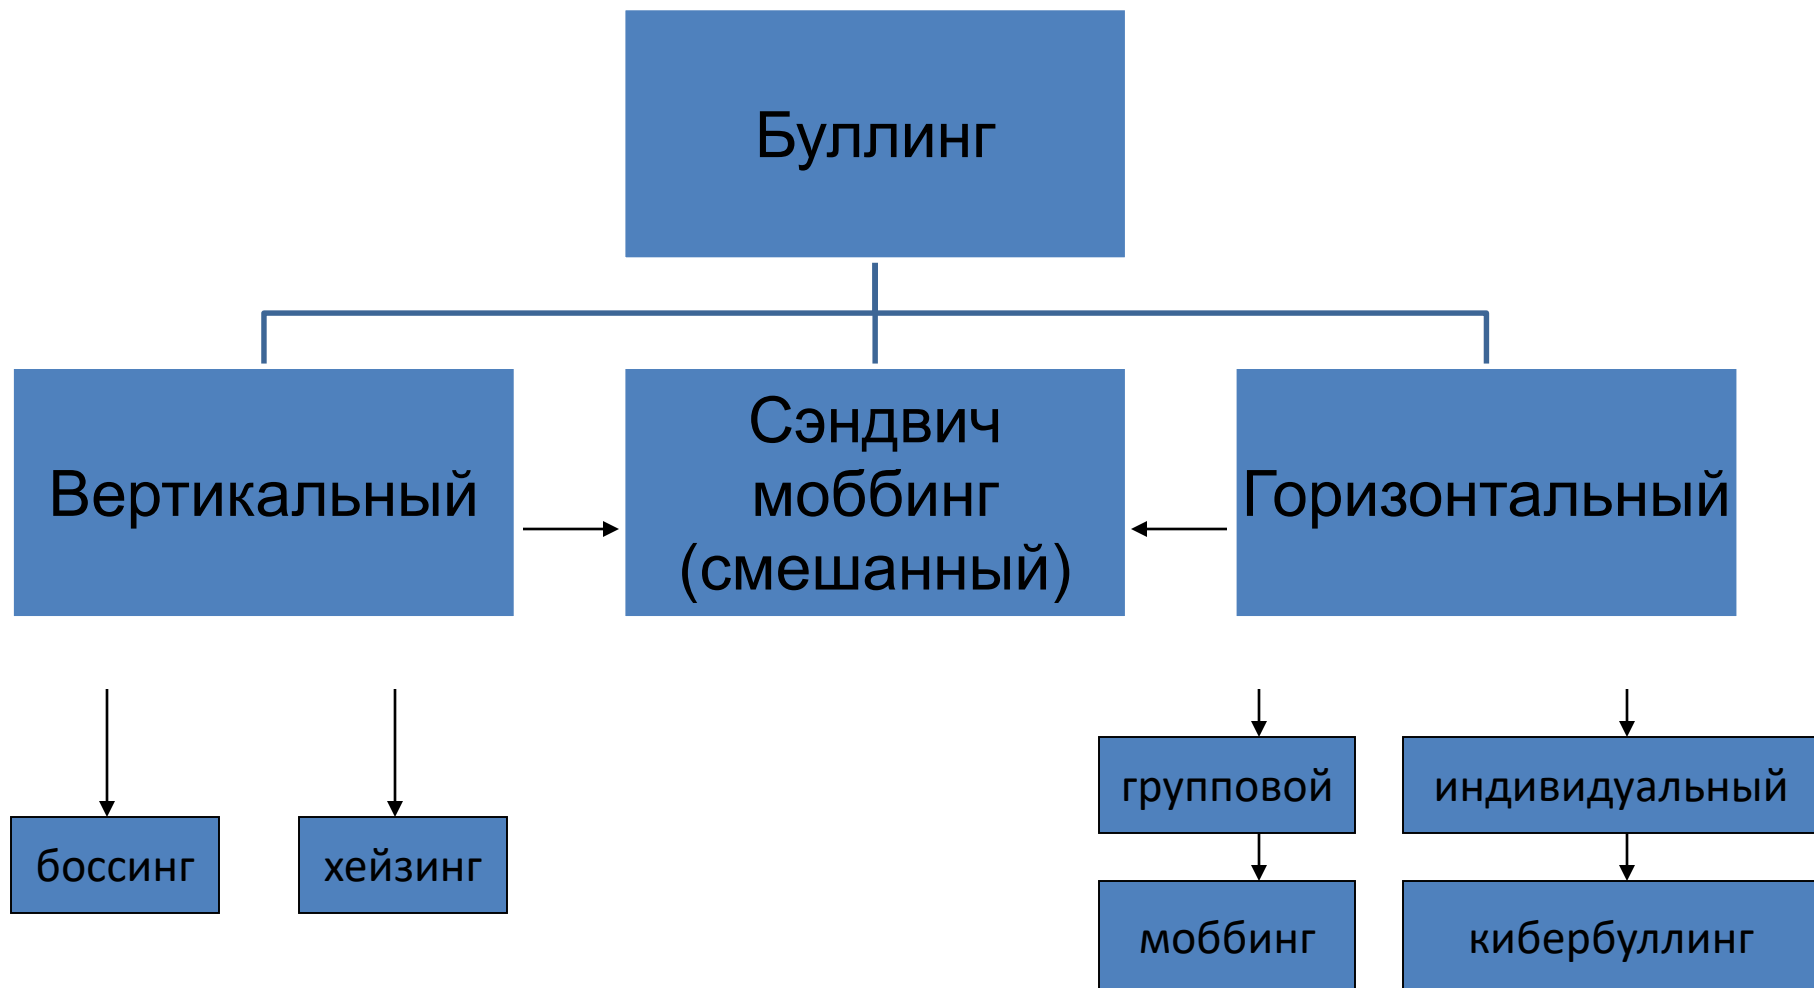 Буллинг
Вертикальный
Сэндвич
моббинг
(смешанный)
Горизонтальный
боссинг
хейзинг
групповой
индивидуальный
моббинг
кибербуллинг